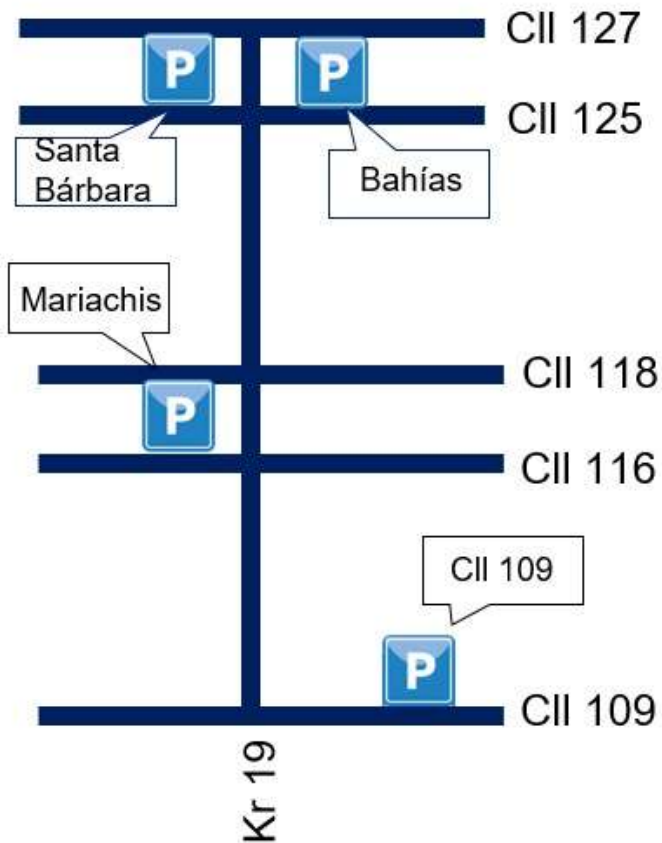 Cll 127
P
P
Cll 125
Santa
Bárbara
Bahías
Mariachis
Cll 118
P
Cll 116
Cll 109
P
Cll 109
Kr 19